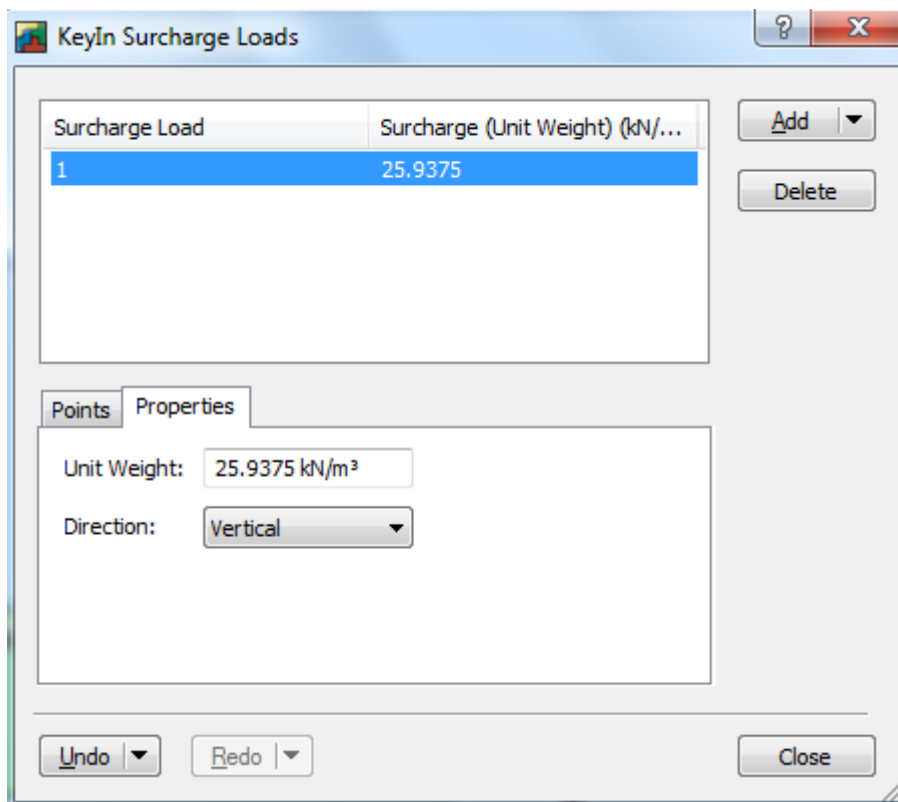 KeyIn Surcharge Loads
?
Surcharge Load Surcharge (Unit Weight) (kN/...
1 25.9375
Add
Delete
Points Properties
Unit Weight: 25.9375 kN/m³
Direction: Vertical
Undo Redo Close